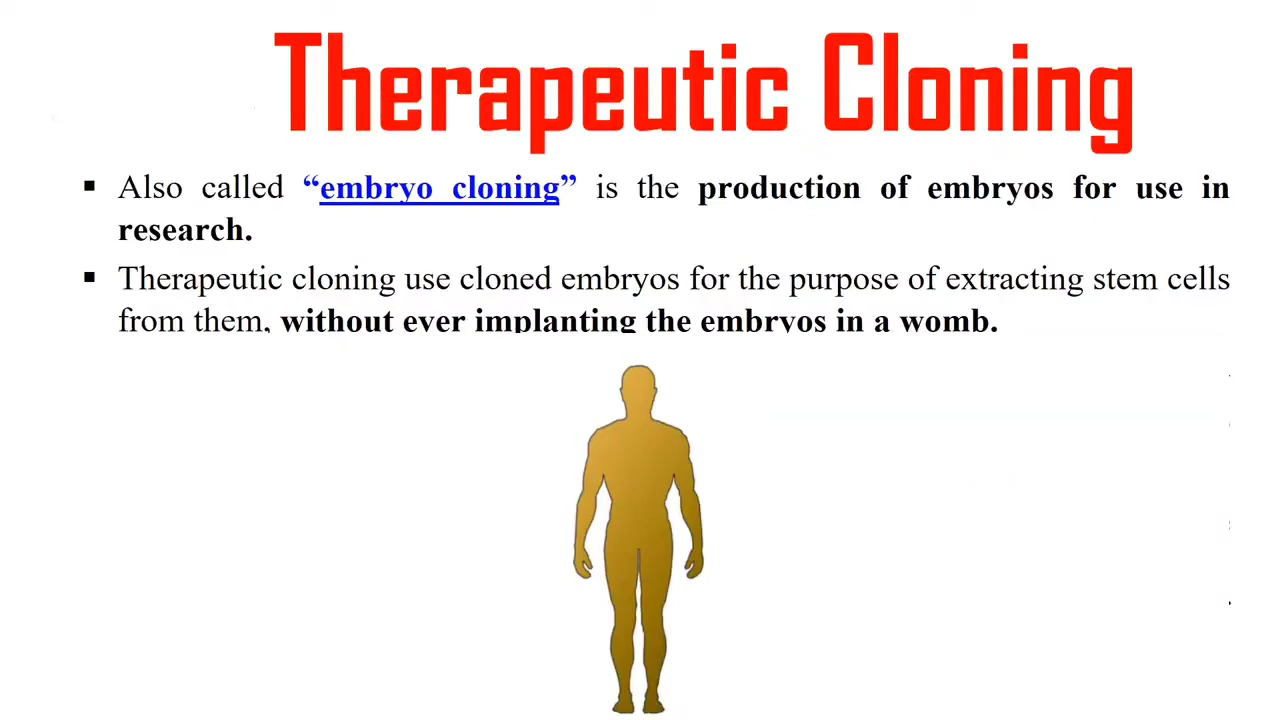 Therapeutic Cloning
▪ Also called “embryo cloning” is the production of embryos for use in
research.
▪ Therapeutic cloning use cloned embryos for the purpose of extracting stem cells
from them, without ever implanting the embryos in a womb.